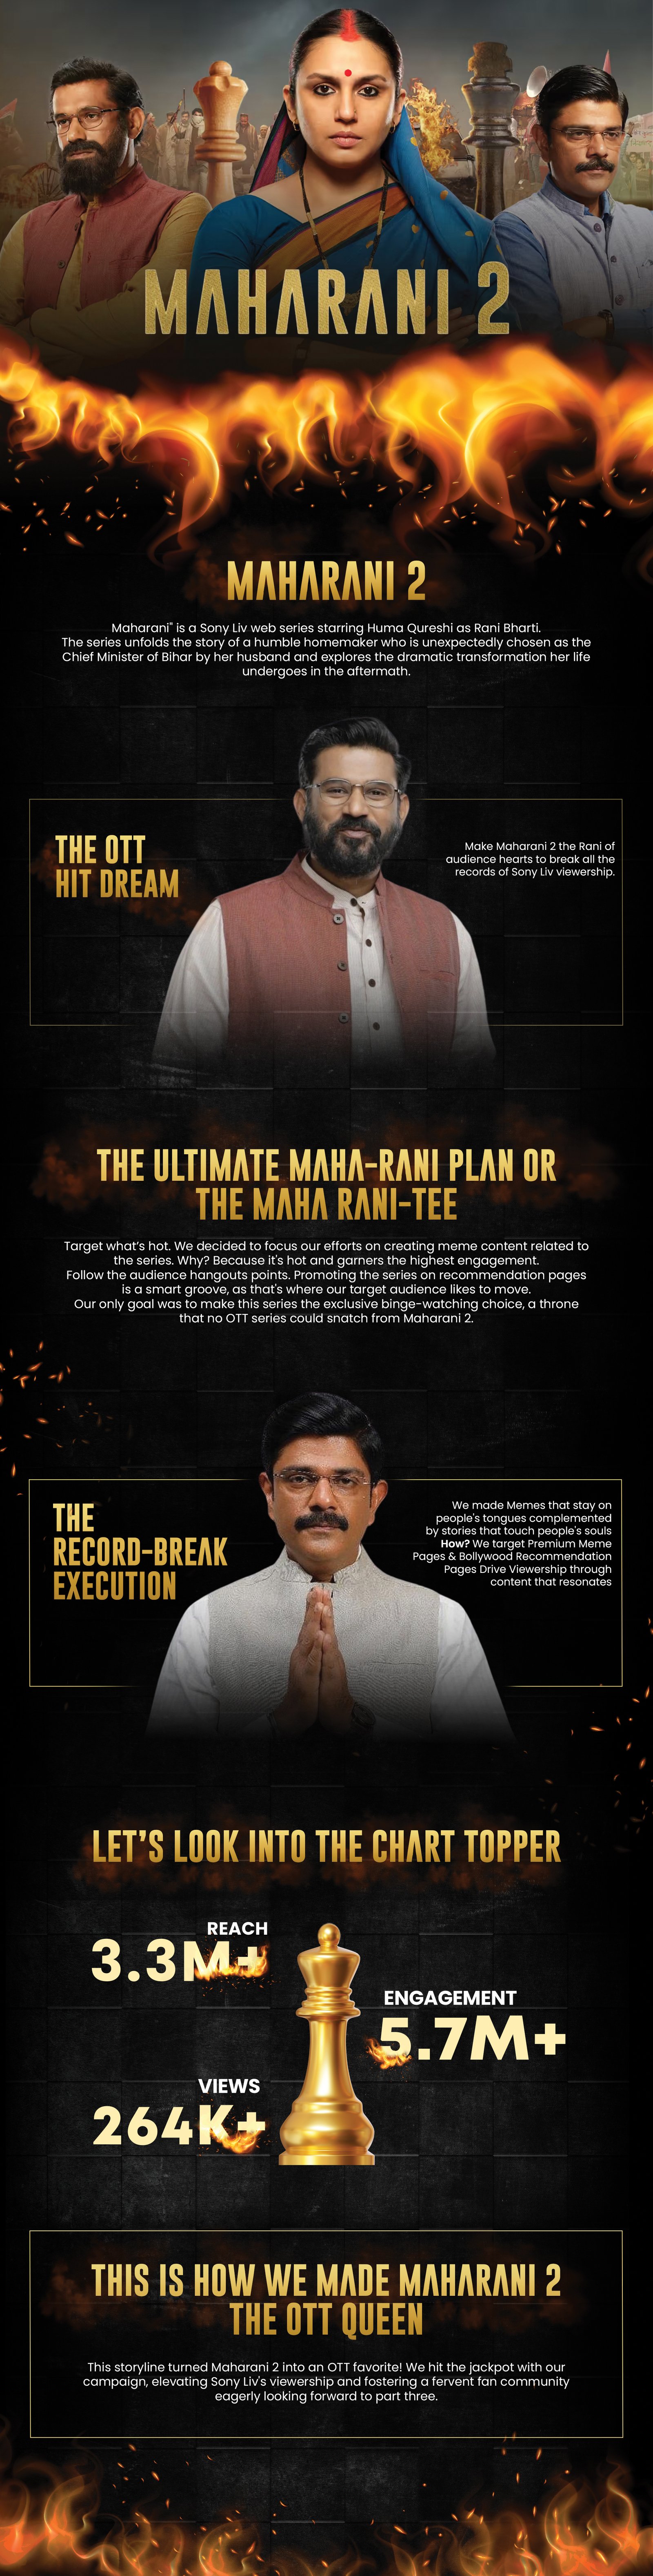 MAHARANI 2
MAHARANI 2
Maharani" is a Sony Liv web series starring Huma Qureshi as Rani Bharti.
The series unfolds the story of a humble homemaker who is unexpectedly chosen as the
Chief Minister of Bihar by her husband and explores the dramatic transformation her life
undergoes in the aftermath.
THE OTT
HIT DREAM
Make Maharani 2 the Rani of
audience hearts to break all the
records of Sony Liv viewership.
THE ULTIMATE MAHA-RANI PLAN OR
THE MAHA RANI-TEE
Target what's hot. We decided to focus our efforts on creating meme content related to
the series. Why? Because it's hot and garners the highest engagement.
Follow the audience hangouts points. Promoting the series on recommendation pages
is a smart groove, as that's where our target audience likes to move.
Our only goal was to make this series the exclusive binge-watching choice, a throne
that no OTT series could snatch from Maharani 2.
THE
RECORD-BREAK
EXECUTION
We made Memes that stay on
people's tongues complemented
by stories that touch people's souls
How? We target Premium Meme
Pages & Bollywood Recommendation
Pages Drive Viewership through
content that resonates
LET'S LOOK INTO THE CHART TOPPER
REACH
3.3M+
ENGAGEMENT
5.7M+
VIEWS
264K+
THIS IS HOW WE MADE MAHARANI 2
THE OTT QUEEN
This storyline turned Maharani 2 into an OTT favorite! We hit the jackpot with our
campaign, elevating Sony Liv's viewership and fostering a fervent fan community
eagerly looking forward to part three.